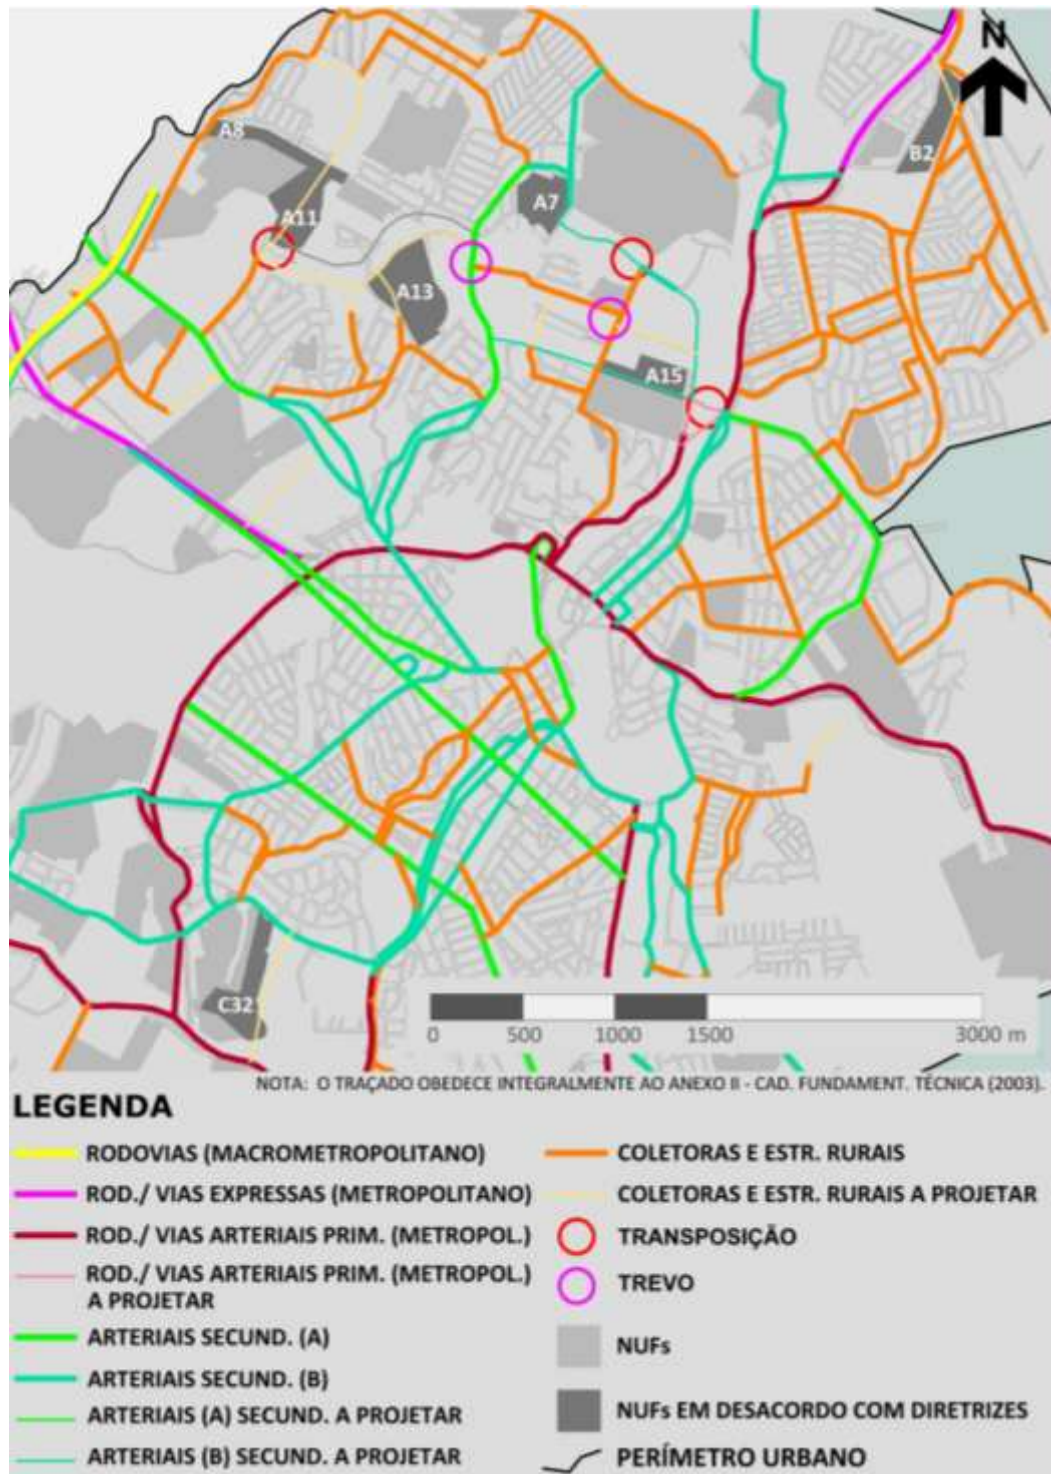 N
A8
B2
A7
A11
A13
A15
C32
0 500 1000 1500 3000 m
NOTA: O TRAÇADO OBEDECE INTEGRALMENTE AO ANEXO II - CAD. FUNDAMENT. TÉCNICA (2003).
LEGENDA
RODOVIAS (MACROMETROPOLITANO)
ROD./ VIAS EXPRESSAS (METROPOLITANO)
ROD./ VIAS ARTERIAIS PRIM. (METROPOL.)
ROD./ VIAS ARTERIAIS PRIM. (METROPOL.)
A PROJETAR
ARTERIAIS SECUND. (A)
ARTERIAIS SECUND. (B)
ARTERIAIS (A) SECUND. A PROJETAR
ARTERIAIS (B) SECUND. A PROJETAR
COLETORAS E ESTR. RURAIS
COLETORAS E ESTR. RURAIS A PROJETAR
TRANSPOSIÇÃO
TREVO
NUFs
NUFs EM DESACORDO COM DIRETRIZES
PERÍMETRO URBANO